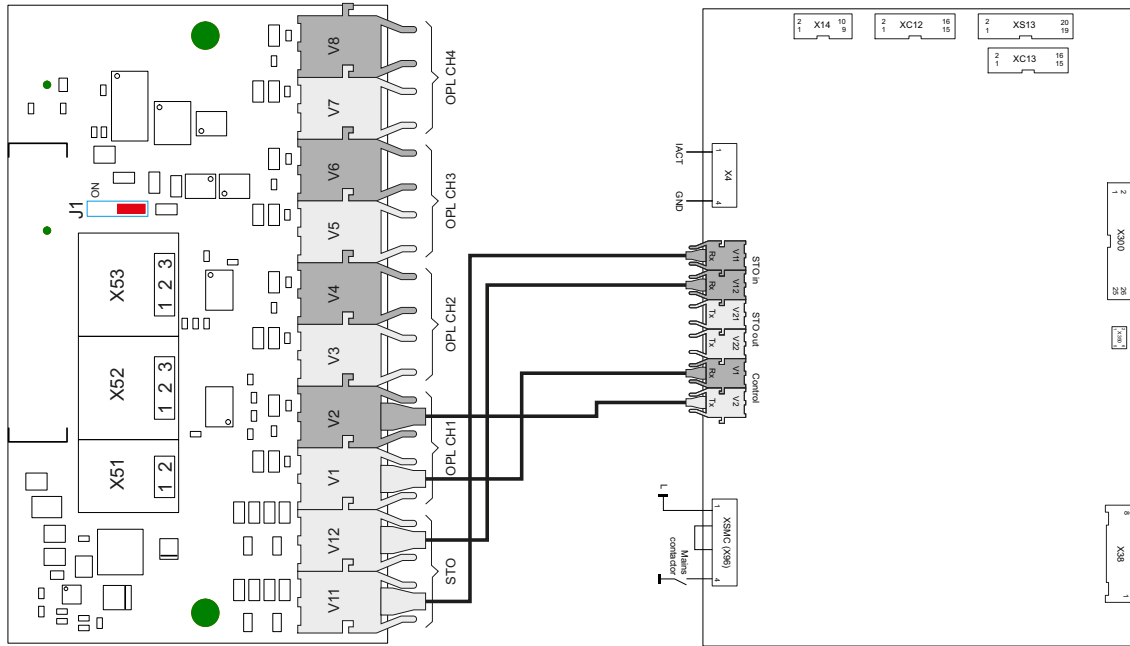 V8
V7
V6
V5
V4
V3
V2
V1
V12
V11
OPL CH4
OPL CH3
OPL CH2
OPL CH1
STO
J1
ON
X53
1 2 3
X52
1 2 3
X51
1 2
2 10
1 9
X14
2 16
1 15
XC12
2 20
1 19
XS13
2 16
1 15
XC13
IACT
GND
1
4
X4
STO in
STO out
Control
V11
Rx
V12
Rx
V21
Tx
V22
Tx
V1
Rx
V2
Tx
1 2
X300
25 26
L
Mains
contactor
1
4
XSMC (X96)
8
X38
1